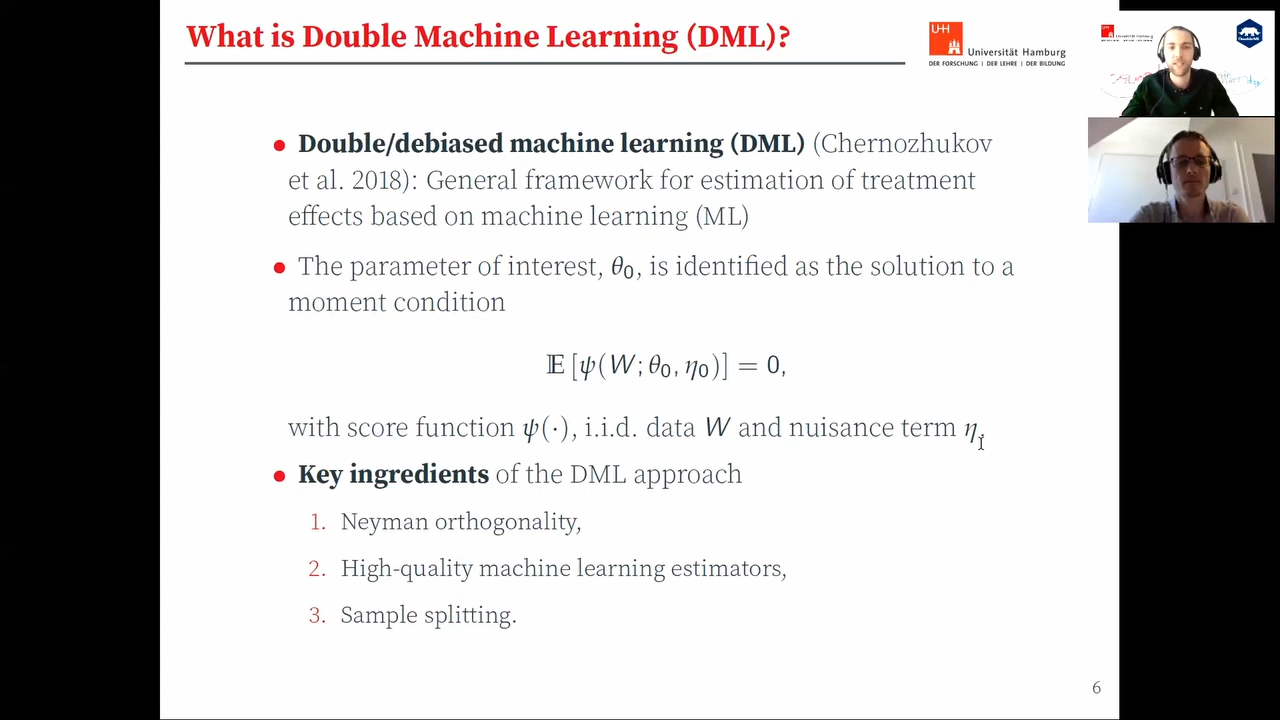 What is Double Machine Learning (DML)?
UHH
Universität Hamburg
DER FORSCHUNG | DER LEHRE | DER BILDUNG
• Double/debiased machine learning (DML) (Chernozhukov
et al. 2018): General framework for estimation of treatment
effects based on machine learning (ML)
• The parameter of interest, θ₀, is identified as the solution to a
moment condition
𝔼 [ψ(W; θ₀, η₀)] = 0,
with score function ψ(·), i.i.d. data W and nuisance term η.
• Key ingredients of the DML approach
1. Neyman orthogonality,
2. High-quality machine learning estimators,
3. Sample splitting.
6
Universität Hamburg